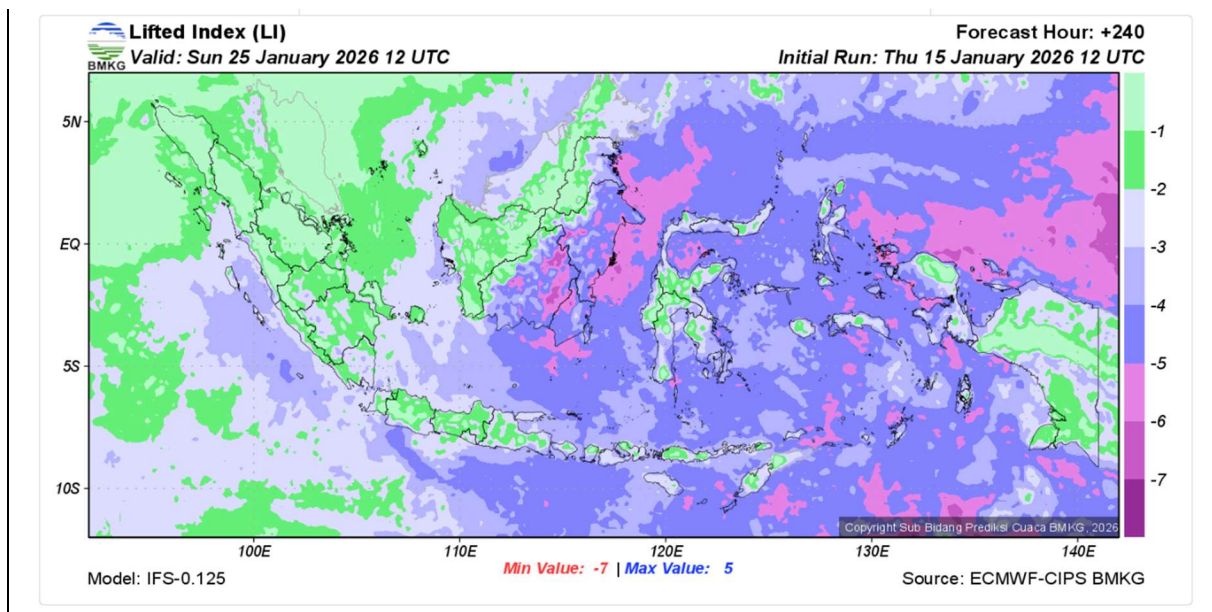 Lifted Index (LI)
Forecast Hour: +240
BMKG
Valid: Sun 25 January 2026 12 UTC
Initial Run: Thu 15 January 2026 12 UTC
5N
EQ
5S
10S
-1
-2
-3
-4
-5
-6
-7
Copyright Sub Bidang Prediksi Cuaca BMKG, 2026
100E
110E
120E
130E
140E
Min Value: -7 | Max Value: 5
Model: IFS-0.125
Source: ECMWF-CIPS BMKG